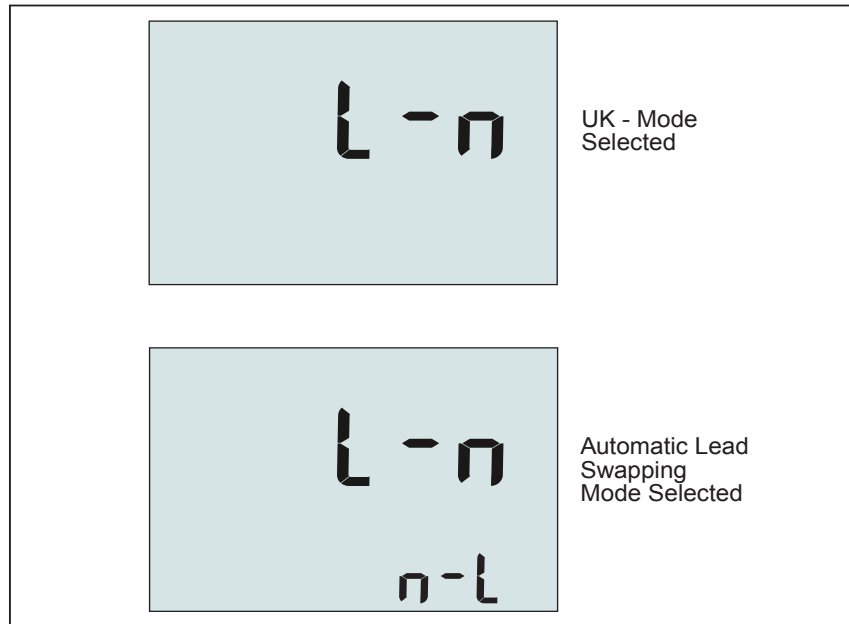 L-n
UK - Mode
Selected
L-n
Automatic Lead
Swapping
Mode Selected
n-L